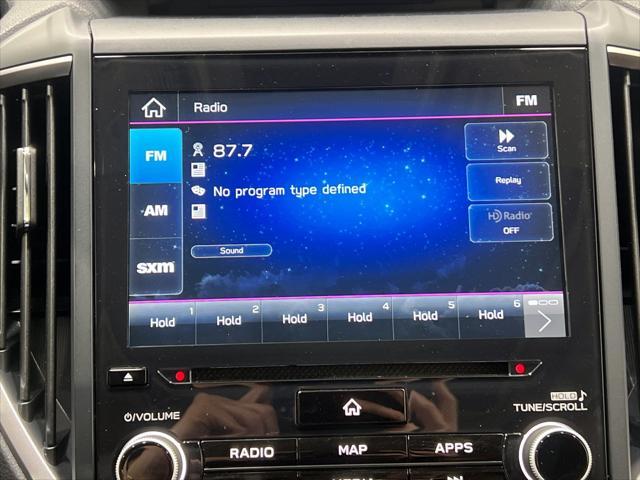 Radio
FM
FM
87.7
Scan
No program type defined
Replay
AM
HD Radio
OFF
Sound
sxm
1 2 3 4 5 6
Hold Hold Hold Hold Hold Hold
HOLD
VOLUME
TUNE/SCROLL
RADIO MAP APPS